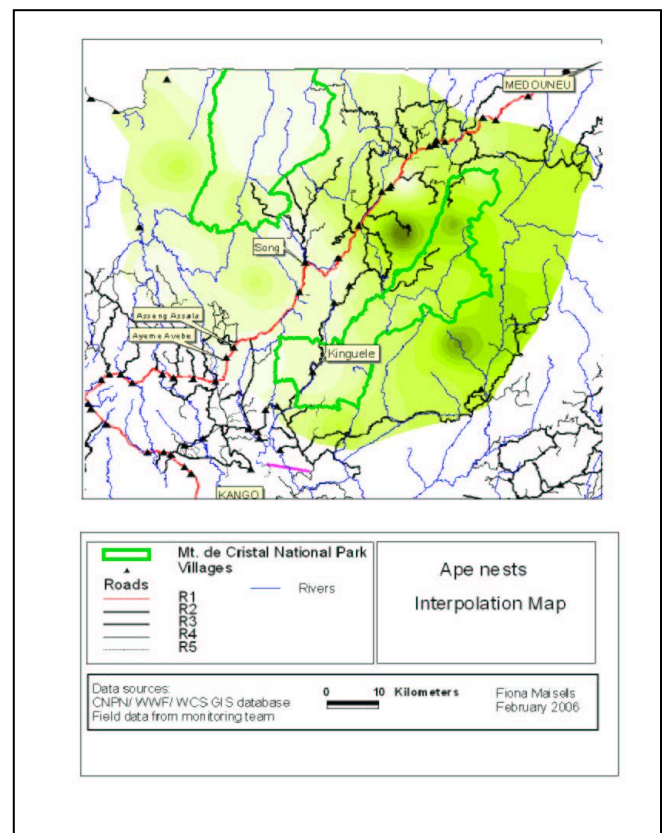 MEDOUNEU
Song
Asseng Assala
Ayeme Avebe
Kinguele
KANGO
Mt. de Cristal National Park
Villages
Roads
R1
R2
R3
R4
R5
Rivers
Ape nests
Interpolation Map
Data sources:
CNPN/ WWF/ WCS GIS database
Field data from monitoring team
0 10 Kilometers
Fiona Maisells
February 2006